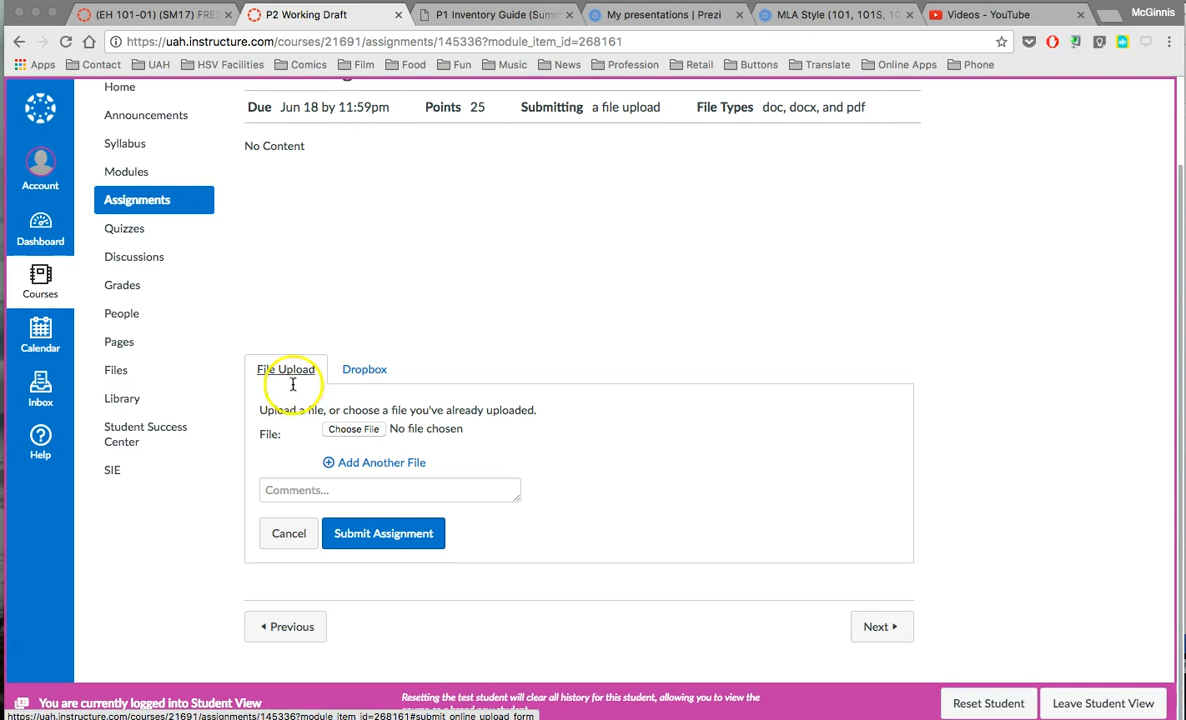 McGinnis
(EH 101-01) (SM17) FRES
P2 Working Draft
P1 Inventory Guide (Summ
My presentations | Prezi
MLA Style (101, 101S, 10
Videos - YouTube
https://uah.instructure.com/courses/21691/assignments/145336?module_item_id=268161
Apps Contact UAH HSV Facilities Comics Film Food Fun Music News Profession Retail Buttons Translate Online Apps Phone
Account
Dashboard
Courses
Calendar
Inbox
Help
Home
Announcements
Syllabus
Modules
Assignments
Quizzes
Discussions
Grades
People
Pages
Files
Library
Student Success
Center
SIE
Due Jun 18 by 11:59pm Points 25 Submitting a file upload File Types doc, docx, and pdf
No Content
File Upload Dropbox
Upload a file, or choose a file you've already uploaded.
File: Choose File No file chosen
Add Another File
Comments...
Cancel Submit Assignment
Previous Next
You are currently logged into Student View
Resetting the test student will clear all history for this student, allowing you to view the
Reset Student Leave Student View
https://uah.instructure.com/courses/21691/assignments/145336?module_item_id=268161#submit_online_upload_form